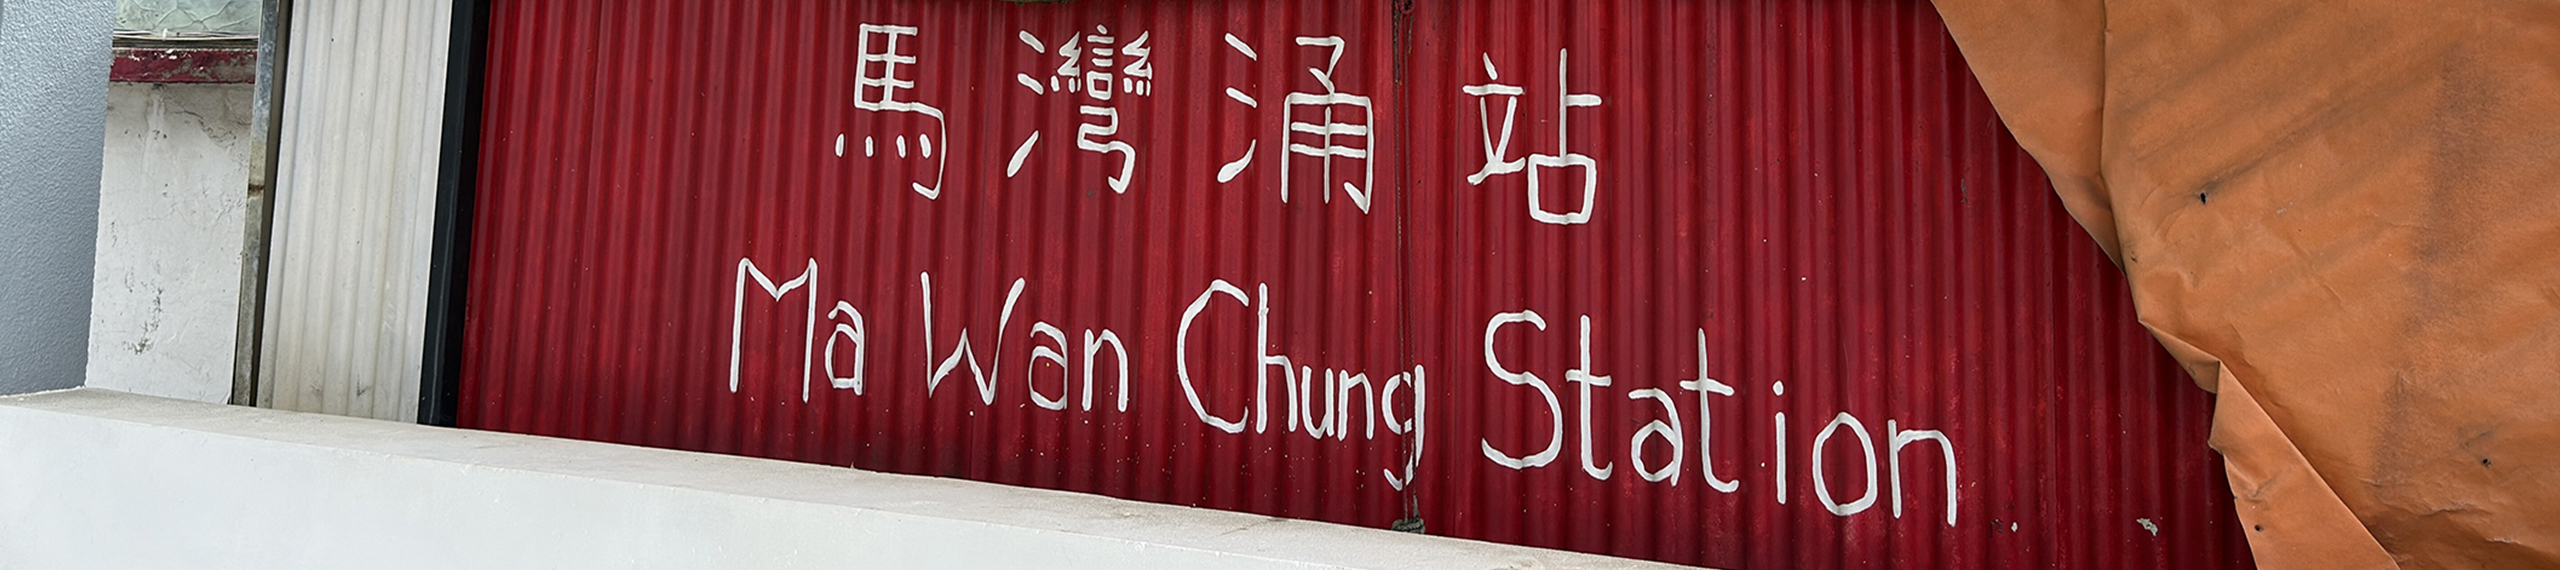 馬灣涌站
Ma Wan Chung Station